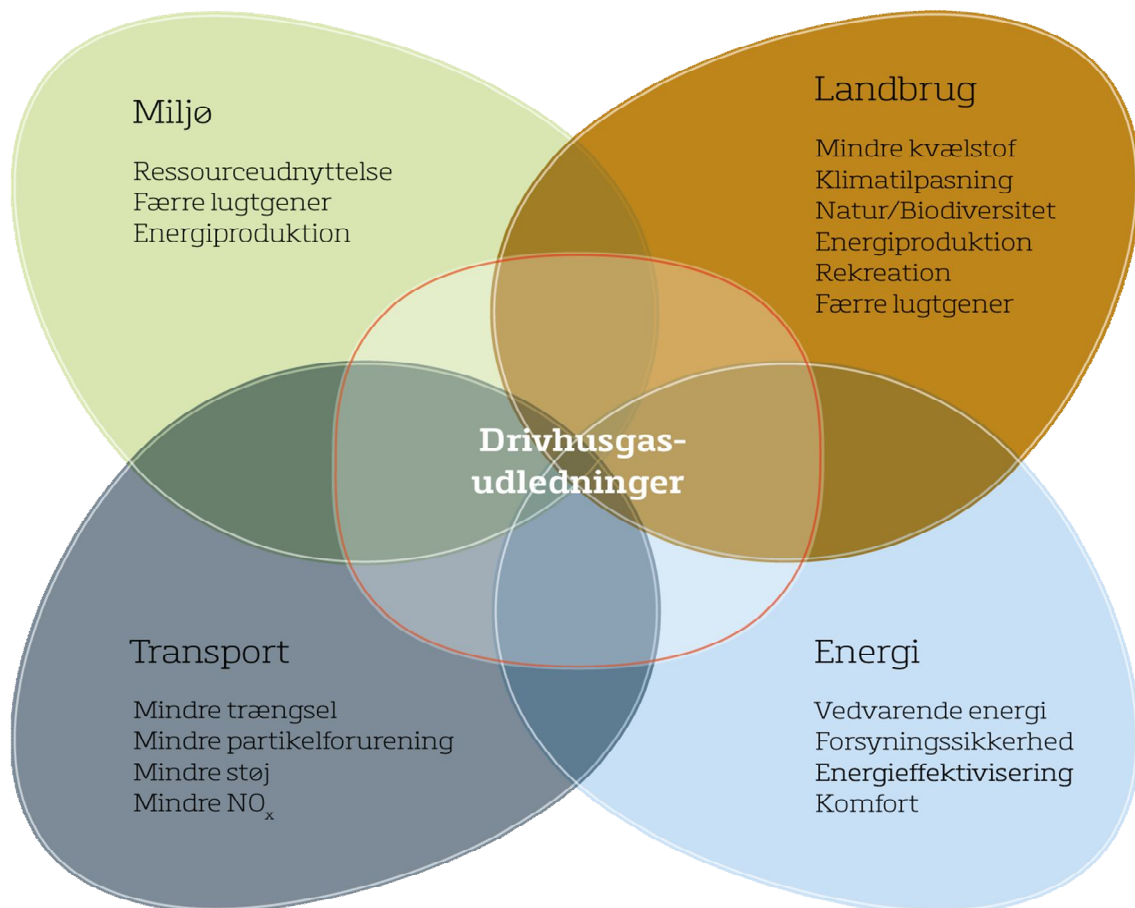 Miljø
Ressourceudnyttelse
Færre lugtgener
Energiproduktion
Landbrug
Mindre kvælstof
Klimatilpasning
Natur/Biodiversitet
Energiproduktion
Rekreation
Færre lugtgener
Drivhusgas-
udledninger
Transport
Mindre trængsel
Mindre partikelforurening
Mindre støj
Mindre NOₓ
Energi
Vedvarende energi
Forsyningssikkerhed
Energieffektivisering
Komfort